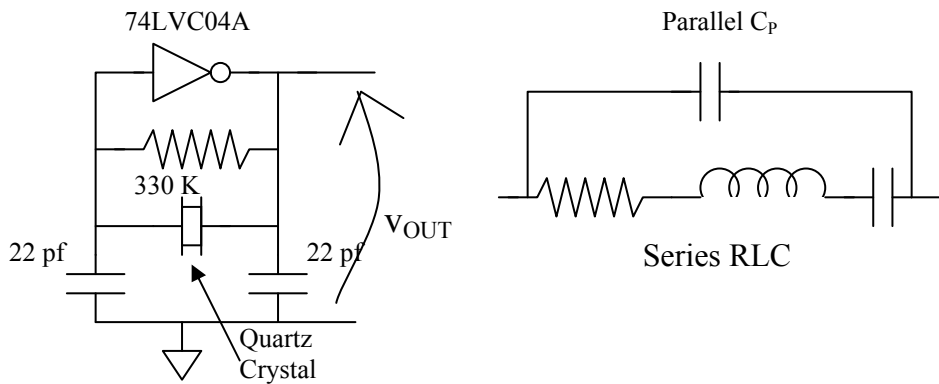 74LVC04A
330 K
22 pf
22 pf
VOUT
Quartz
Crystal
Parallel CP
Series RLC